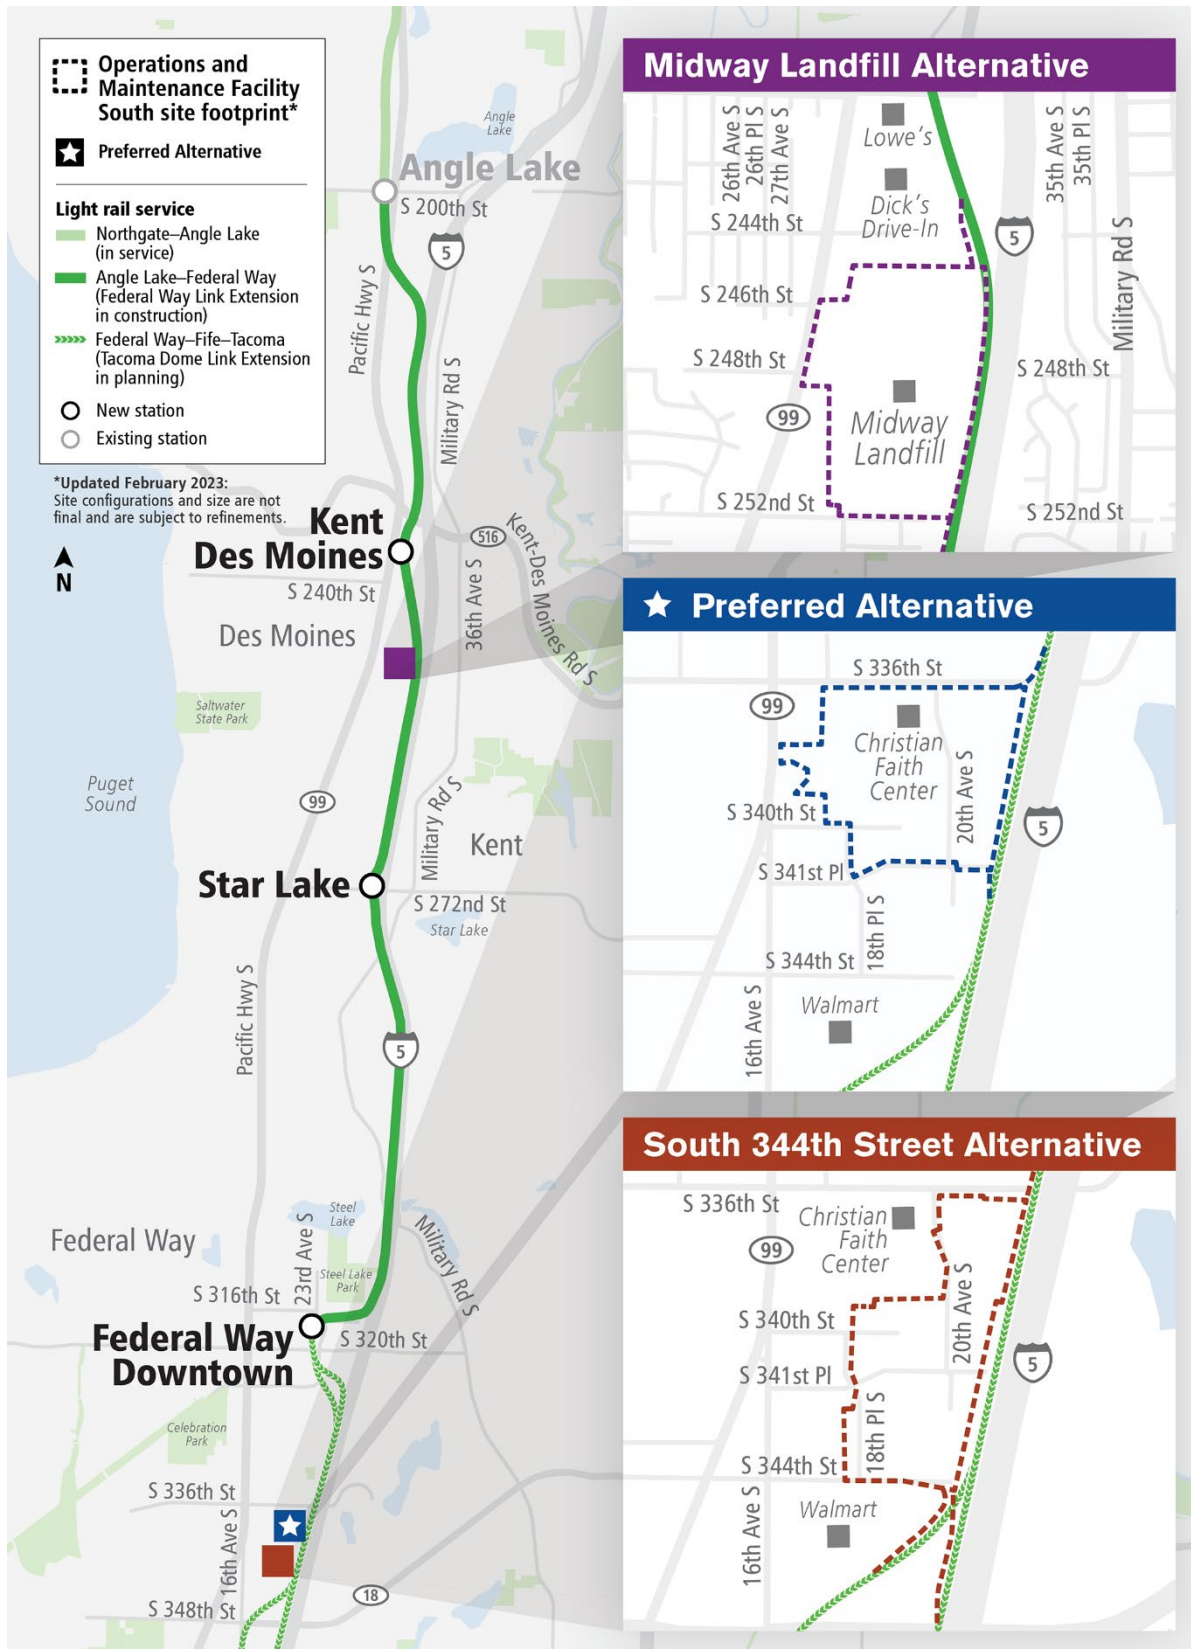 Operations and
Maintenance Facility
South site footprint*
Preferred Alternative
Light rail service
Northgate–Angle Lake
(in service)
Angle Lake–Federal Way
(Federal Way Link Extension
in construction)
Federal Way–Fife–Tacoma
(Tacoma Dome Link Extension
in planning)
New station
Existing station
*Updated February 2023:
Site configurations and size are not
final and are subject to refinements.
N
Angle
Lake
Angle Lake
S 200th St
5
Pacific Hwy S
Military Rd S
Kent
Des Moines
516
Kent-Des Moines Rd S
S 240th St
36th Ave S
Des Moines
Saltwater
State Park
Puget
Sound
99
Military Rd S
Kent
Star Lake
S 272nd St
Star Lake
Pacific Hwy S
5
Steel
Lake
23rd Ave S
Military Rd S
Federal Way
Steel Lake
Park
S 316th St
Federal Way
Downtown
S 320th St
Celebration
Park
S 336th St
16th Ave S
18
S 348th St
Midway Landfill Alternative
26th Ave S
26th Pl S
27th Ave S
Lowe's
35th Ave S
35th Pl S
Dick's
Drive-In
S 244th St
5
Military Rd S
S 246th St
S 248th St
S 248th St
99
Midway
Landfill
S 252nd St
S 252nd St
Preferred Alternative
S 336th St
99
Christian
Faith
Center
20th Ave S
S 340th St
5
S 341st Pl
18th Pl S
S 344th St
16th Ave S
Walmart
South 344th Street Alternative
S 336th St
Christian
Faith
Center
99
20th Ave S
S 340th St
5
S 341st Pl
18th Pl S
S 344th St
16th Ave S
Walmart